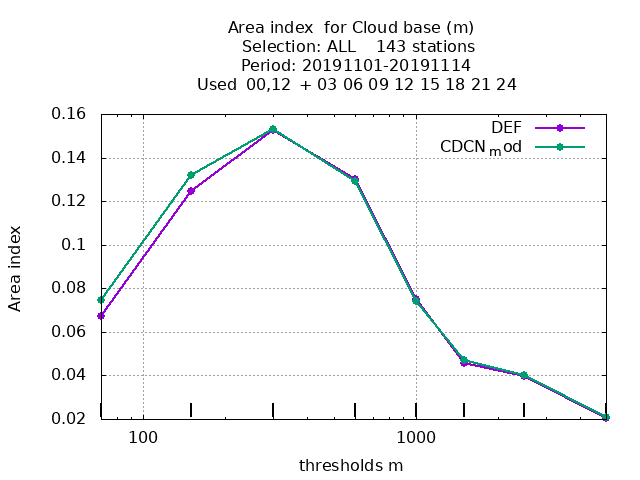 Area index for Cloud base (m)
Selection: ALL 143 stations
Period: 20191101-20191114
Used 00,12 + 03 06 09 12 15 18 21 24
0.16
0.14
0.12
0.1
0.08
0.06
0.04
0.02
Area index
DEF
CDCNmod
100
1000
thresholds m